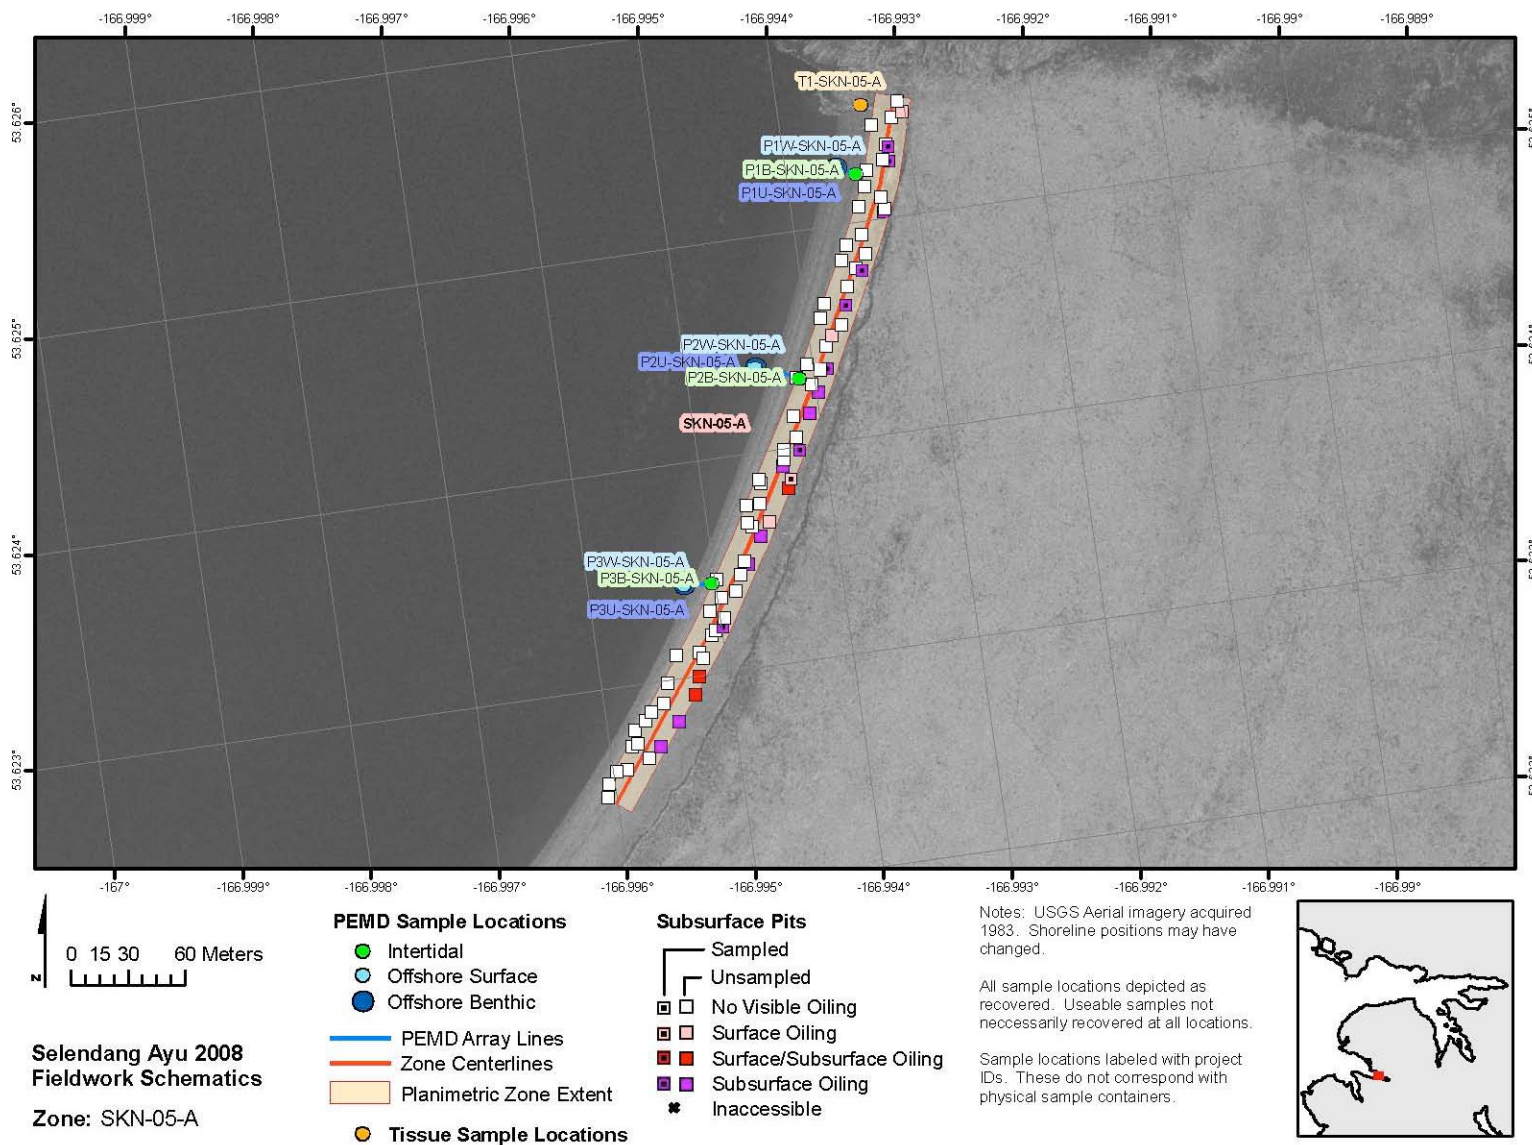 -166.999 -166.998 -166.997 -166.996 -166.995 -166.994 -166.993 -166.992 -166.991 -166.99 -166.989
53.626°
53.625°
53.624°
53.623°
T1-SKN-05-A
P1W-SKN-05-A
P1B-SKN-05-A
P1U-SKN-05-A
P2W-SKN-05-A
P2U-SKN-05-A
P2B-SKN-05-A
SKN-05-A
P3W-SKN-05-A
P3B-SKN-05-A
P3U-SKN-05-A
-167° -166.999° -166.998° -166.997° -166.996° -166.995° -166.994° -166.993° -166.992° -166.991° -166.99°
N
0 15 30 60 Meters
Selendang Ayu 2008
Fieldwork Schematics
Zone: SKN-05-A
PEMD Sample Locations
Intertidal
Offshore Surface
Offshore Benthic
PEMD Array Lines
Zone Centerlines
Planimetric Zone Extent
Tissue Sample Locations
Subsurface Pits
Sampled
Unsampled
No Visible Oiling
Surface Oiling
Surface/Subsurface Oiling
Subsurface Oiling
Inaccessible
Notes: USGS Aerial imagery acquired
1983. Shoreline positions may have
changed.
All sample locations depicted as
recovered. Useable samples not
neccessarily recovered at all locations.
Sample locations labeled with project
IDs. These do not correspond with
physical sample containers.